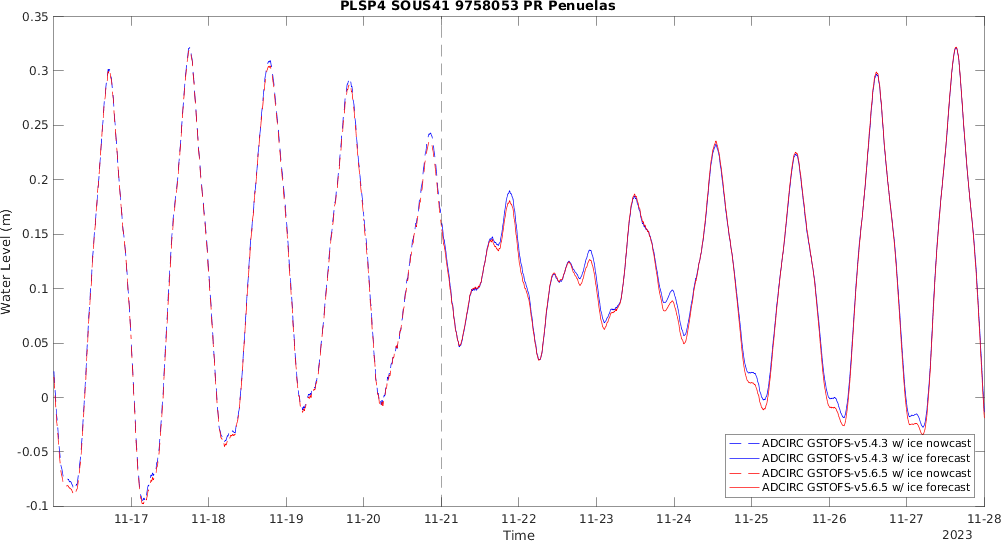 PLSP4 SOUS41 9758053 PR Penuelas
0.35
0.3
0.25
0.2
0.15
0.1
0.05
0
-0.05
-0.1
Water Level (m)
ADCIRC GSTOFS-v5.4.3 w/ ice nowcast
ADCIRC GSTOFS-v5.4.3 w/ ice forecast
ADCIRC GSTOFS-v5.6.5 w/ ice nowcast
ADCIRC GSTOFS-v5.6.5 w/ ice forecast
11-17 11-18 11-19 11-20 11-21 11-22 11-23 11-24 11-25 11-26 11-27 11-28
Time
2023